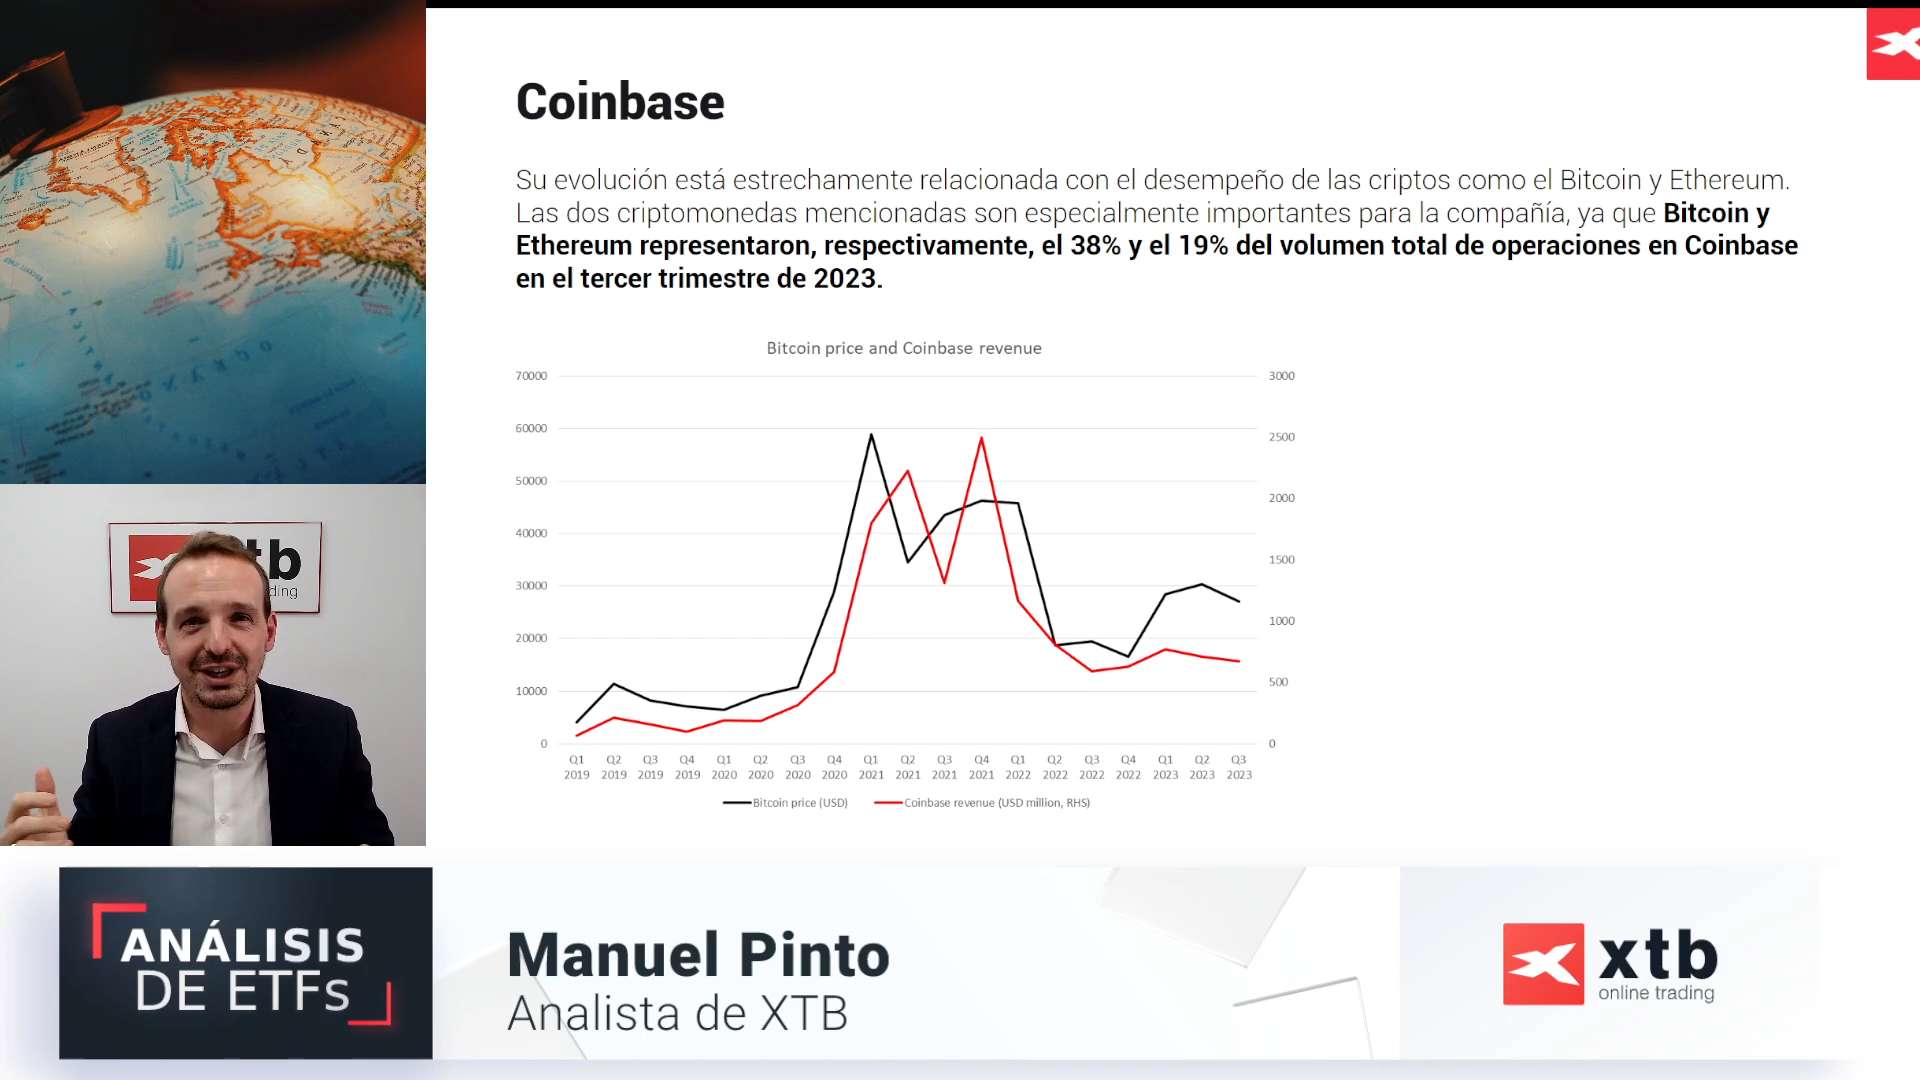 Coinbase
Su evolución está estrechamente relacionada con el desempeño de las criptos como el Bitcoin y Ethereum.
Las dos criptomonedas mencionadas son especialmente importantes para la compañía, ya que Bitcoin y
Ethereum representaron, respectivamente, el 38% y el 19% del volumen total de operaciones en Coinbase
en el tercer trimestre de 2023.
Bitcoin price and Coinbase revenue
70000
60000
50000
40000
30000
20000
10000
0
3000
2500
2000
1500
1000
500
0
Q1 Q2 Q3 Q4 Q1 Q2 Q3 Q4 Q1 Q2 Q3 Q4 Q1 Q2 Q3 Q4 Q1 Q2 Q3
2019 2019 2019 2019 2020 2020 2020 2020 2021 2021 2021 2021 2022 2022 2022 2022 2023 2023 2023
Bitcoin price (USD) Coinbase revenue (USD million, RHS)
tb
ding
ANÁLISIS
DE ETFs
Manuel Pinto
Analista de XTB
xtb
online trading